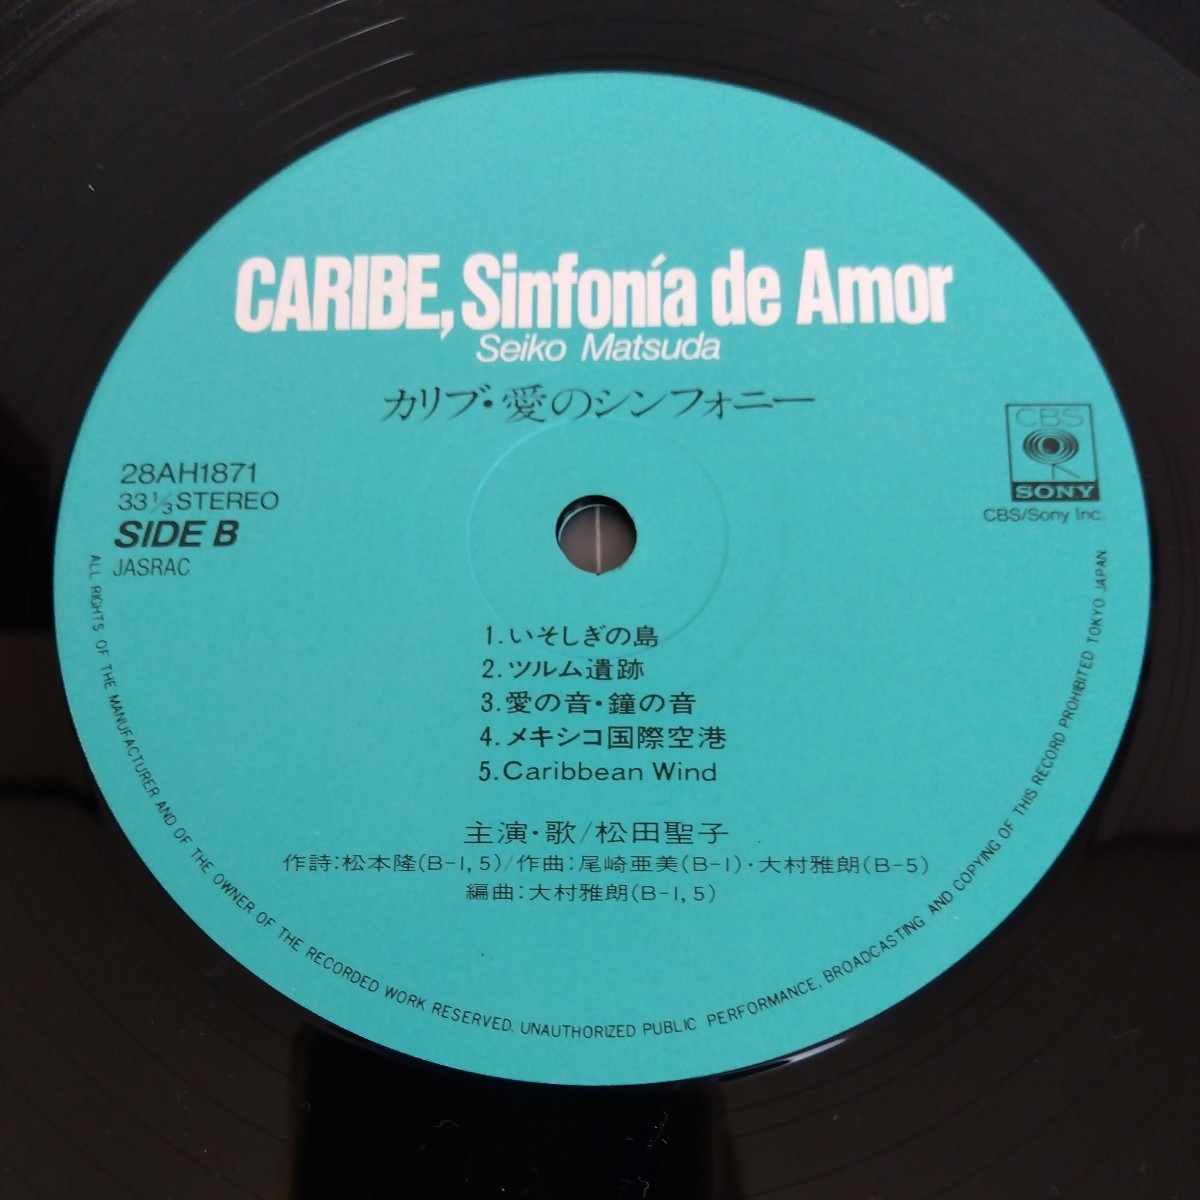 CARIBE, Sinfonía de Amor
Seiko Matsuda
カリブ・愛のシンフォニー
28AH1871
33 1/3 STEREO
SIDE B
JASRAC
CBS
SONY
CBS/Sony Inc.
1.いそしぎの島
2.ツルム遺跡
3.愛の音・鐘の音
4.メキシコ国際空港
5.Caribbean Wind
主演・歌/松田聖子
作詩:松本隆(B-1,5)/作曲:尾崎亜美(B-1)・大村雅朗(B-5)
編曲:大村雅朗(B-1,5)
ALL RIGHTS OF THE MANUFACTURER AND OF THE OWNER OF THE RECORDED WORK RESERVED. UNAUTHORIZED PUBLIC PERFORMANCE, BROADCASTING AND COPYING OF THIS RECORD PROHIBITED TOKYO JAPAN